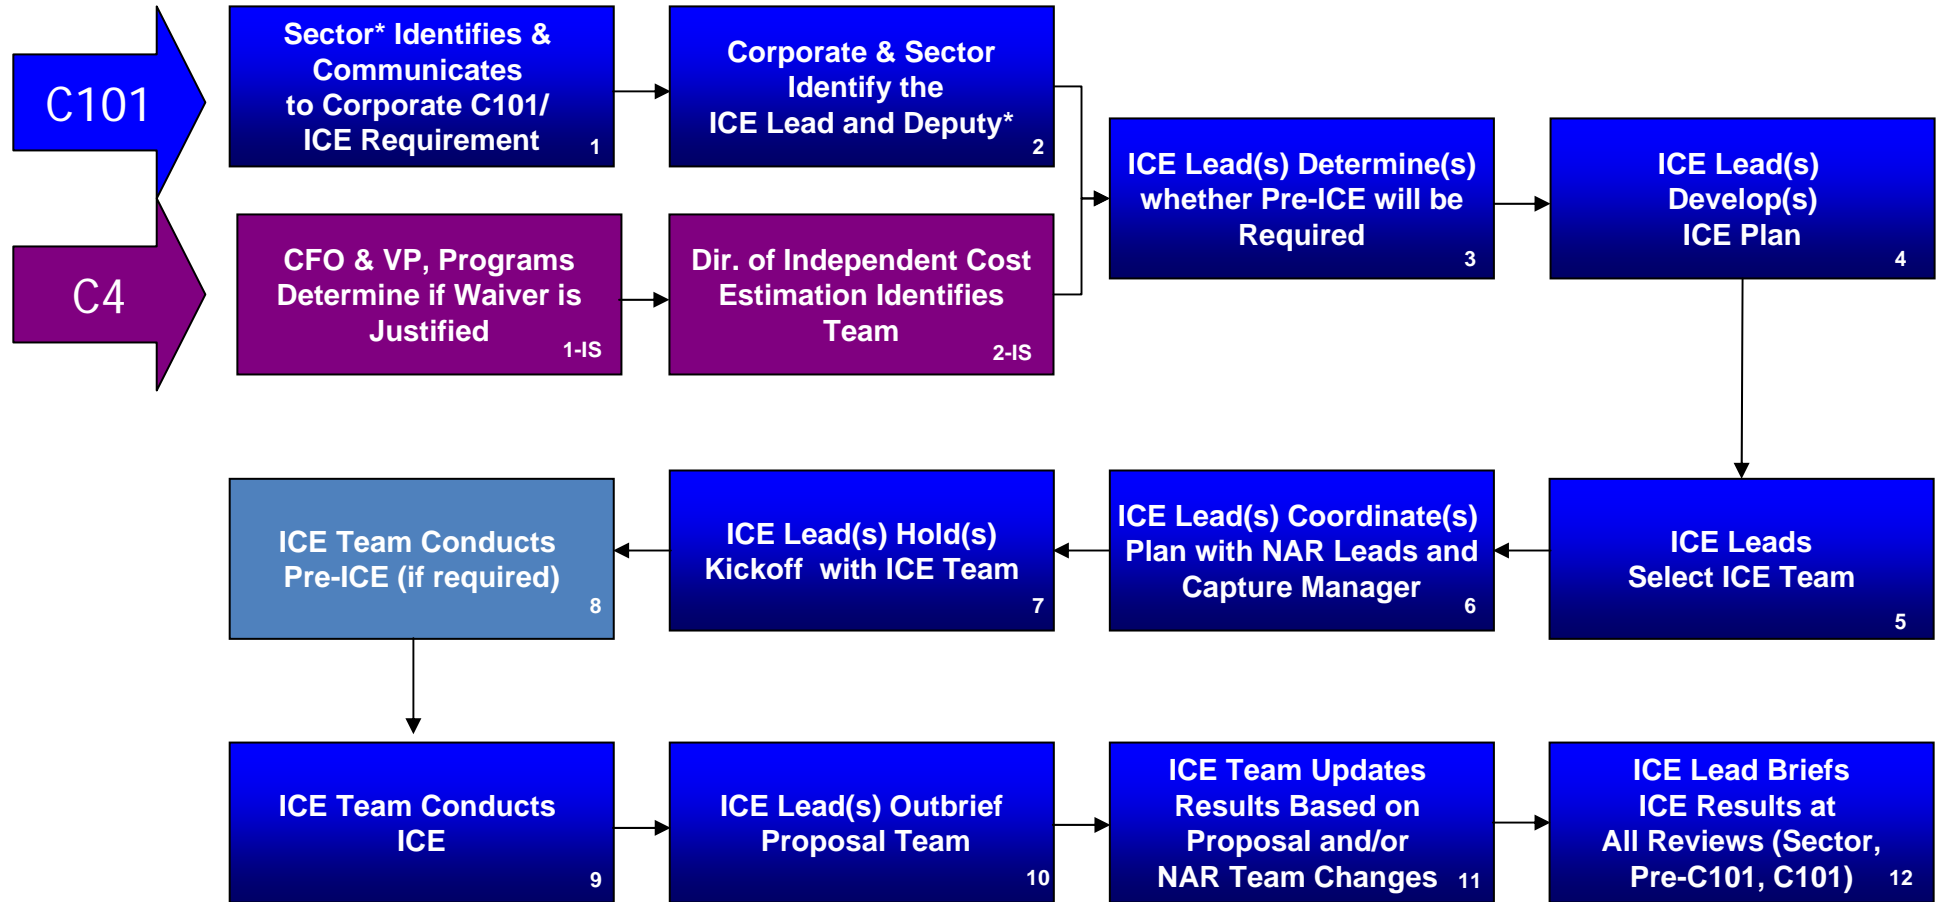 C101
Sector* Identifies &
Communicates
to Corporate C101/
ICE Requirement
1
Corporate & Sector
Identify the
ICE Lead and Deputy*
2
C4
CFO & VP, Programs
Determine if Waiver is
Justified
1-IS
Dir. of Independent Cost
Estimation Identifies
Team
2-IS
ICE Lead(s) Determine(s)
whether Pre-ICE will be
Required
3
ICE Lead(s)
Develop(s)
ICE Plan
4
ICE Leads
Select ICE Team
5
ICE Lead(s) Coordinate(s)
Plan with NAR Leads and
Capture Manager
6
ICE Lead(s) Hold(s)
Kickoff with ICE Team
7
ICE Team Conducts
Pre-ICE (if required)
8
ICE Team Conducts
ICE
9
ICE Lead(s) Outbrief
Proposal Team
10
ICE Team Updates
Results Based on
Proposal and/or
NAR Team Changes
11
ICE Lead Briefs
ICE Results at
All Reviews (Sector,
Pre-C101, C101)
12